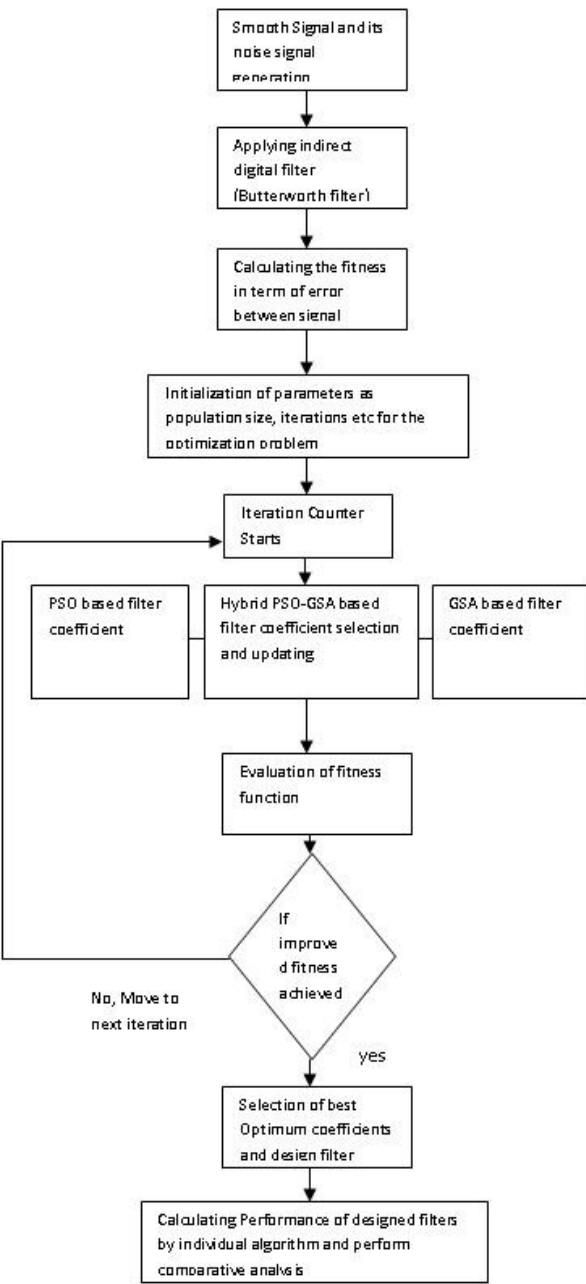 Smooth Signal and its
noise signal
generation
Applying indirect
digital filter
(Butterworth filter)
Calculating the fitness
in term of error
between signal
Initialization of parameters as
population size, iterations etc for the
optimization problem
Iteration Counter
Starts
PSO based filter
coefficient
Hybrid PSO-GSA based
filter coefficient selection
and updating
GSA based filter
coefficient
Evaluation of fitness
function
If
improve
d fitness
achieved
No, Move to
next iteration
yes
Selection of best
Optimum coefficients
and design filter
Calculating Performance of designed filters
by individual algorithm and perform
comparative analysis